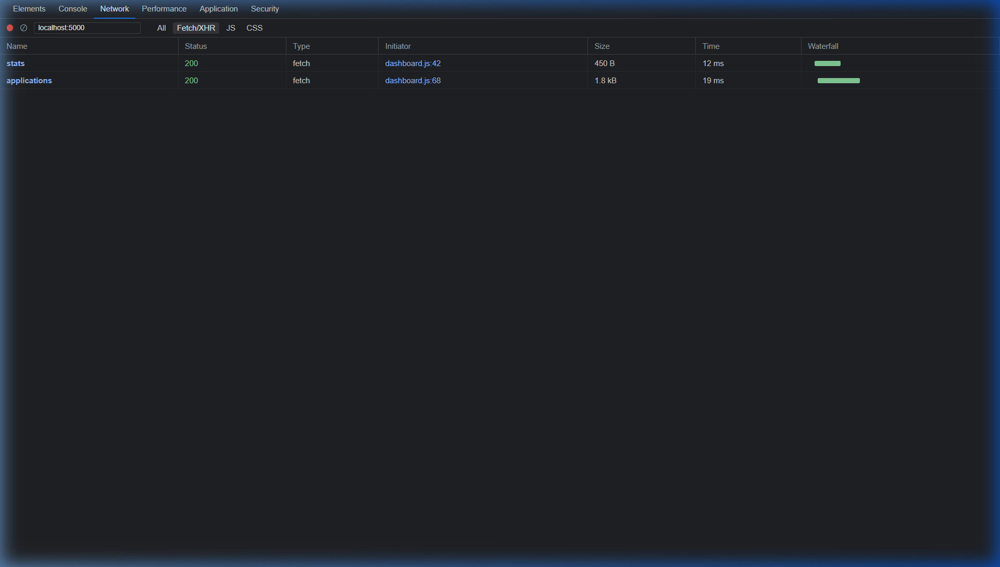 Elements Console Network Performance Application Security
localhost:5000 All Fetch/XHR JS CSS
Name Status Type Initiator Size Time Waterfall
stats 200 fetch dashboard.js:42 450 B 12 ms
applications 200 fetch dashboard.js:68 1.8 kB 19 ms